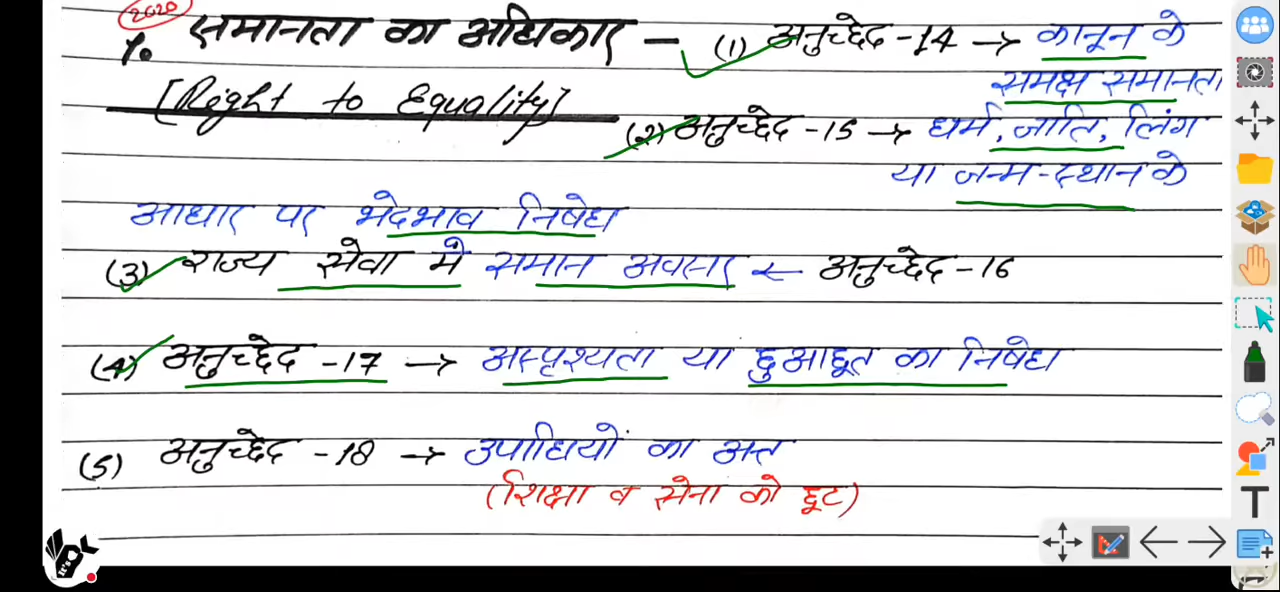 2020
1. समानता का अधिकार – (1) अनुच्छेद -14 → कानून के
समक्ष समानता
[Right to Equality]
(2) अनुच्छेद -15 → धर्म, जाति, लिंग
या जन्म-स्थान के
आधार पर भेदभाव निषेध
(3) राज्य सेवा में समान अवसर ← अनुच्छेद -16
(4) अनुच्छेद -17 → अस्पृश्यता या छुआछूत का निषेध
(5) अनुच्छेद -18 → उपाधियों का अन्त
(शिक्षा व सेना को छूट)
T